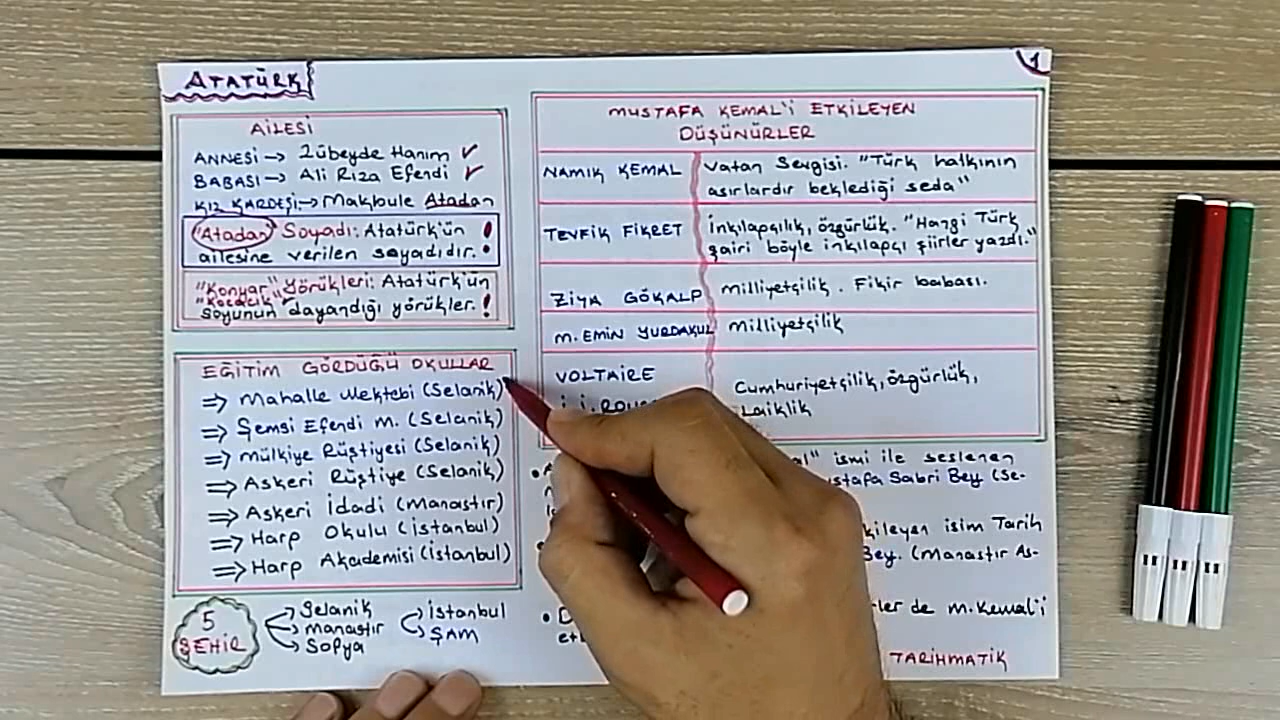 ATATÜRK
1
AİLESİ
ANNESİ → Zübeyde Hanım ✓
BABASI → Ali Rıza Efendi ✓
KIZ KARDEŞİ → Makbule Atadan
"Atadan" Soyadı: Atatürk'ün
ailesine verilen soyadıdır. !
"Konyar" Yörükleri: Atatürk'ün
"Kocacık"
soyunun dayandığı yörükler. !
EĞİTİM GÖRDÜĞÜ OKULLAR
⇒ Mahalle Mektebi (Selanik)
⇒ Şemsi Efendi M. (Selanik)
⇒ Mülkiye Rüştiyesi (Selanik)
⇒ Askeri Rüştiye (Selanik)
⇒ Askeri İdadi (Manastır)
⇒ Harp Okulu (İstanbul)
⇒ Harp Akademisi (İstanbul)
5
ŞEHİR
Selanik
Manastır
Sofya
İstanbul
ŞAM
MUSTAFA KEMAL'İ ETKİLEYEN
DÜŞÜNÜRLER
NAMIK KEMAL
Vatan Sevgisi. "Türk halkının
asırlardır beklediği seda"
TEVFİK FİKRET
İnkılapçılık, özgürlük. "Hangi Türk
şairi böyle inkılapçı şiirler yazdı."
ZİYA GÖKALP
Milliyetçilik. Fikir babası.
M. EMİN YURDAKUL
Milliyetçilik
VOLTAIRE
Cumhuriyetçilik, özgürlük,
Laiklik
ismi ile seslenen
Sabri Bey (Se-
isim Tarih
Bey. (Manastır As-
de M. Kemal'i
TARİHMATİK